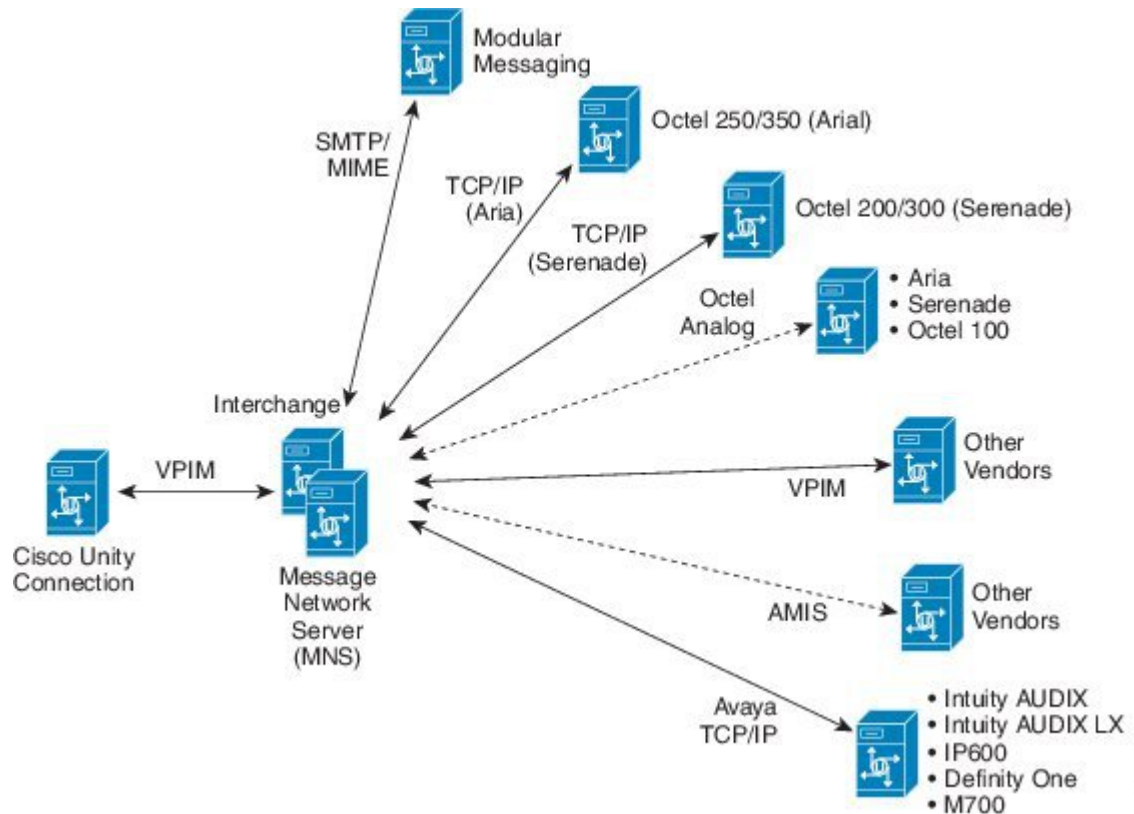 Modular
Messaging
SMTP/
MIME
Octel 250/350 (Arial)
TCP/IP
(Aria)
Octel 200/300 (Serenade)
TCP/IP
(Serenade)
Octel
Analog
• Aria
• Serenade
• Octel 100
Interchange
VPIM
Cisco Unity
Connection
Message
Network
Server
(MNS)
VPIM
Other
Vendors
AMIS
Other
Vendors
Avaya
TCP/IP
• Intuity AUDIX
• Intuity AUDIX LX
• IP600
• Definity One
• M700